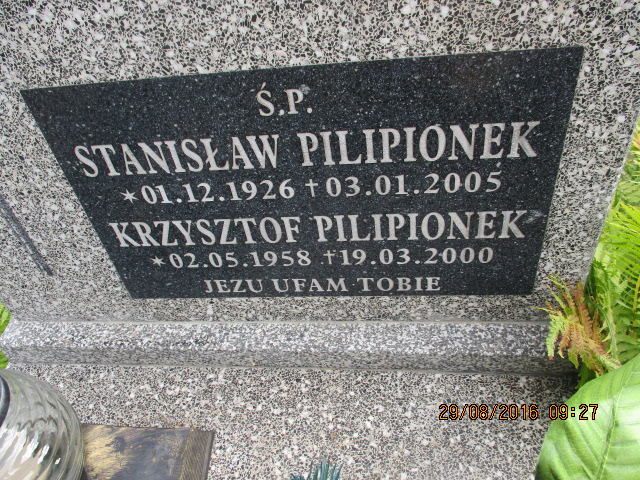 Ś.P.
STANISŁAW PILIPIONEK
*01.12.1926 †03.01.2005
KRZYSZTOF PILIPIONEK
*02.05.1958 †19.03.2000
JEZU UFAM TOBIE
29/08/2016 09:27